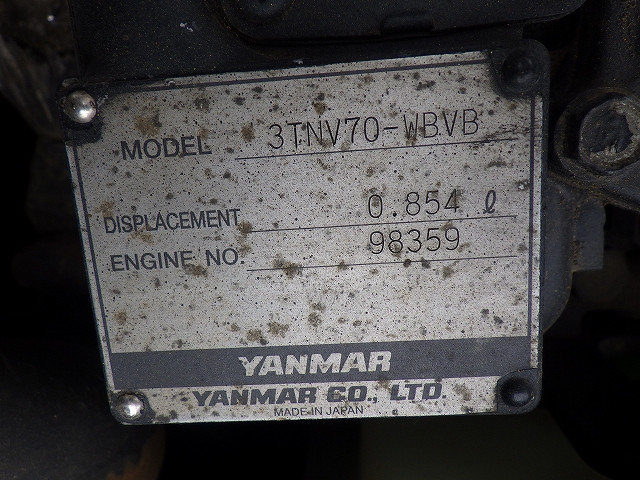 MODEL 3TNV70-WBVB
DISPLACEMENT 0.854 ℓ
ENGINE NO. 98359
YANMAR
YANMAR CO., LTD.
MADE IN JAPAN